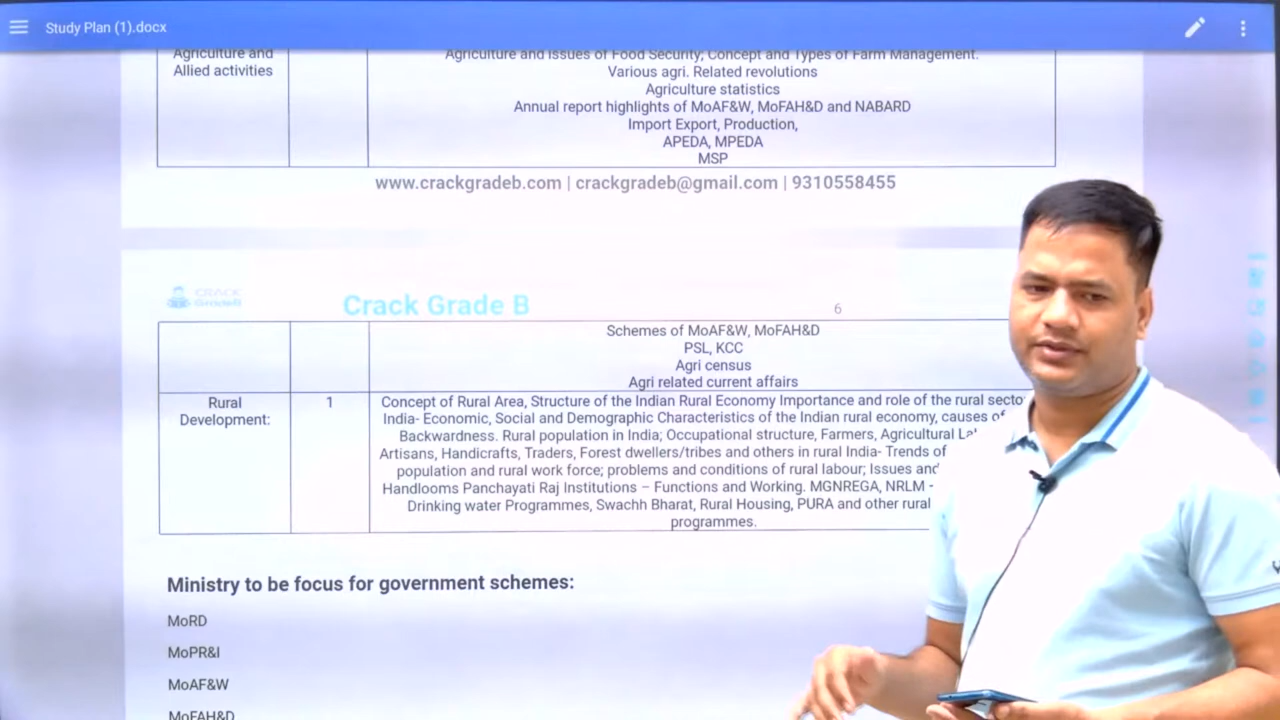 Study Plan (1).docx
Agriculture and
Allied activities
Agriculture and Issues of Food Security; Concept and Types of Farm Management.
Various agri. Related revolutions
Agriculture statistics
Annual report highlights of MoAF&W, MoFAH&D and NABARD
Import Export, Production,
APEDA, MPEDA
MSP
www.crackgradeb.com | crackgradeb@gmail.com | 9310558455
CRACK
GradeB
Crack Grade B
6
Schemes of MoAF&W, MoFAH&D
PSL, KCC
Agri census
Agri related current affairs
Rural
Development:
1
Concept of Rural Area, Structure of the Indian Rural Economy Importance and role of the rural
India- Economic, Social and Demographic Characteristics of the Indian rural economy, causes
Backwardness. Rural population in India; Occupational structure, Farmers, Agricultural
Artisans, Handicrafts, Traders, Forest dwellers/tribes and others in rural India- Trends of
population and rural work force; problems and conditions of rural labour; Issues and
Handlooms Panchayati Raj Institutions – Functions and Working. MGNREGA, NRLM -
Drinking water Programmes, Swachh Bharat, Rural Housing, PURA and other rural
programmes.
Ministry to be focus for government schemes:
MoRD
MoPR&I
MoAF&W
MoFAH&D